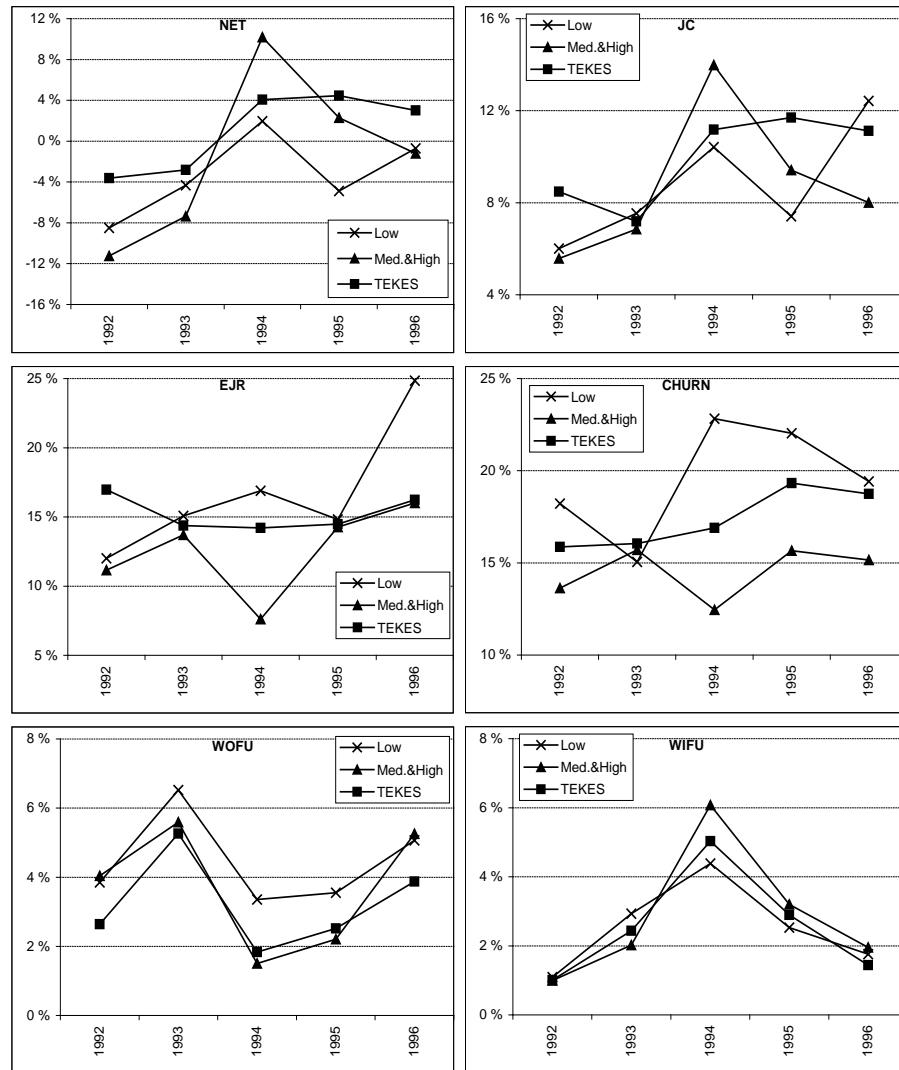 NET
12 %
8 %
4 %
0 %
-4 %
-8 %
-12 %
-16 %
Low
Med.&High
TEKES
1992
1993
1994
1995
1996
JC
16 %
12 %
8 %
4 %
Low
Med.&High
TEKES
1992
1993
1994
1995
1996
EJR
25 %
20 %
15 %
10 %
5 %
Low
Med.&High
TEKES
1992
1993
1994
1995
1996
CHURN
25 %
20 %
15 %
10 %
Low
Med.&High
TEKES
1992
1993
1994
1995
1996
WOFU
8 %
6 %
4 %
2 %
0 %
Low
Med.&High
TEKES
1992
1993
1994
1995
1996
WIFU
8 %
6 %
4 %
2 %
0 %
Low
Med.&High
TEKES
1992
1993
1994
1995
1996